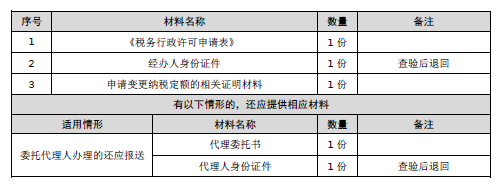 序号 材料名称 数量 备注
1 《税务行政许可申请表》 1 份
2 经办人身份证件 1 份 查验后退回
3 申请变更纳税定额的相关证明材料 1 份
有以下情形的，还应提供相应材料
适用情形 材料名称 数量 备注
委托代理人办理的还应报送 代理委托书 1 份
代理人身份证件 1 份 查验后退回